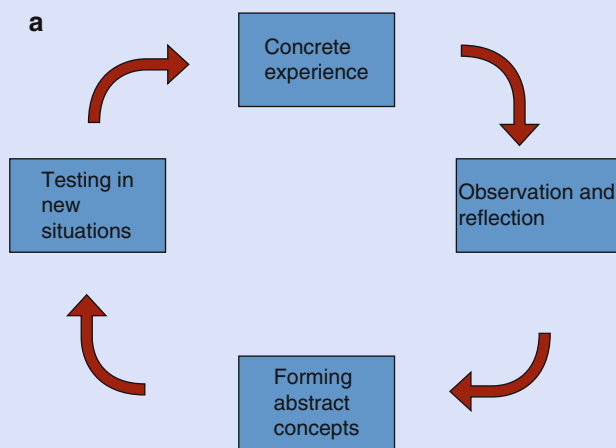 a
Concrete
experience
Testing in
new
situations
Observation and
reflection
Forming
abstract
concepts